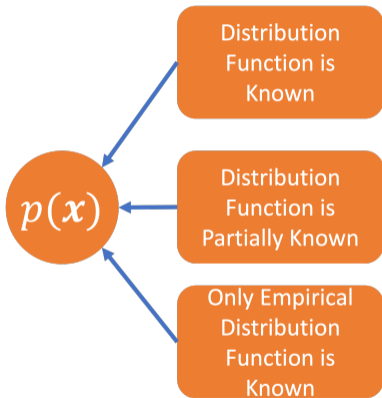 Distribution
Function is
Known
p(x)
Distribution
Function is
Partially Known
Only Empirical
Distribution
Function is
Known